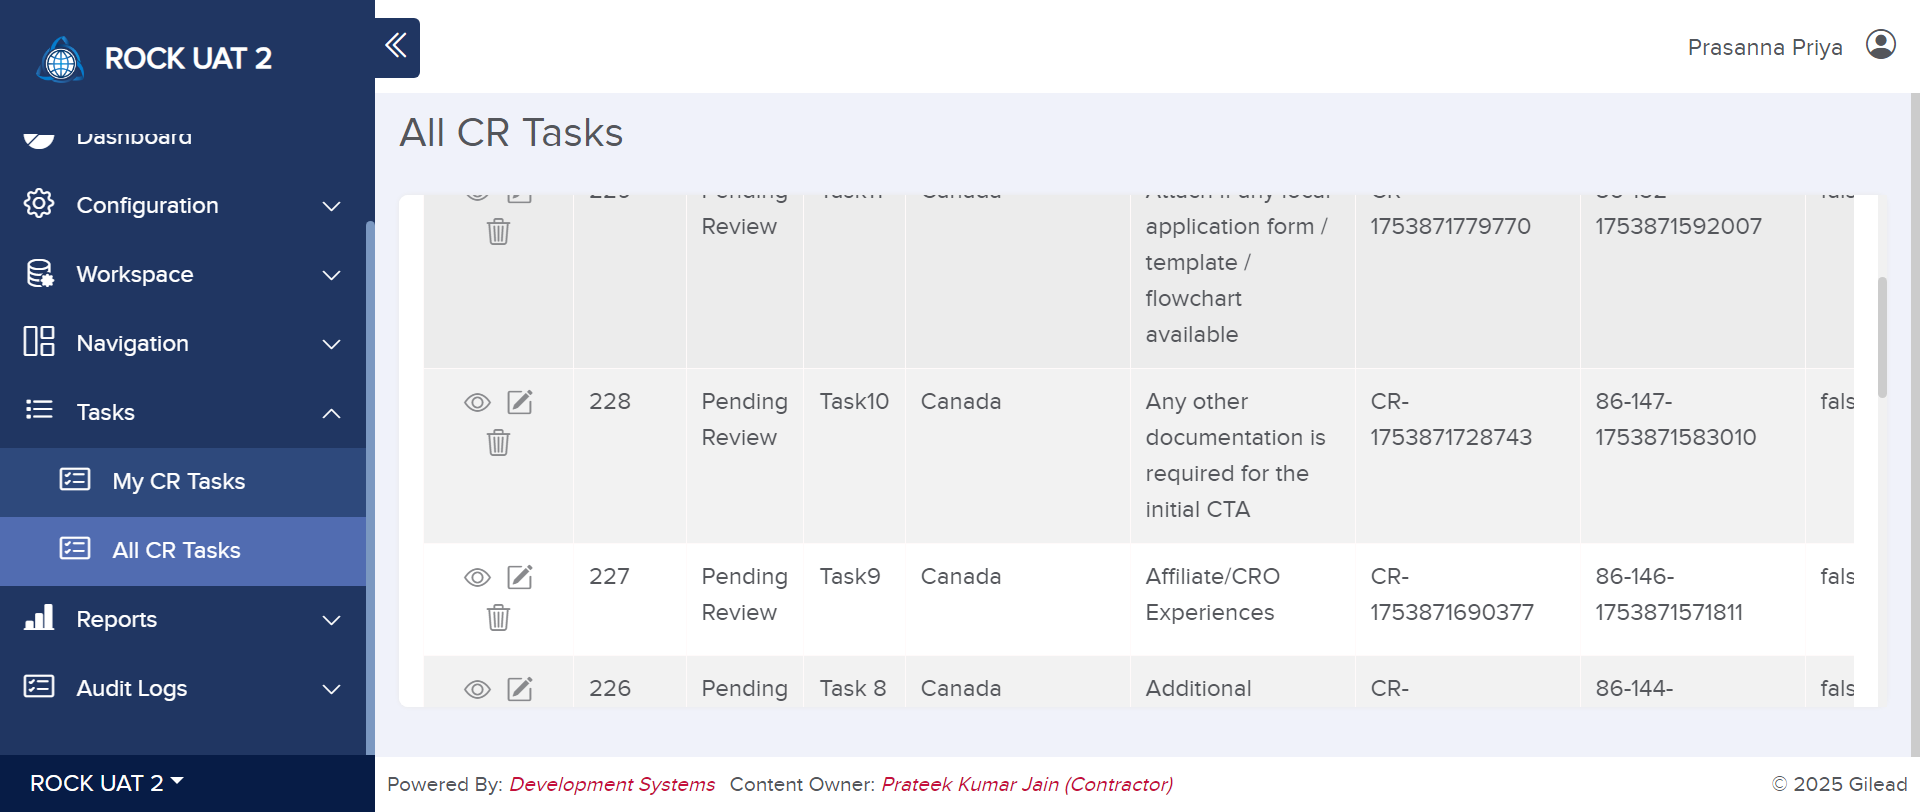 ROCK UAT 2
Prasanna Priya
Dashboard
Configuration
Workspace
Navigation
Tasks
My CR Tasks
All CR Tasks
Reports
Audit Logs
ROCK UAT 2
All CR Tasks
Pending Task11 Canada Attach if any local CR-
Review application form / 1753871779770 1753871592007
template /
flowchart
available
228 Pending Task10 Canada Any other CR- 86-147- fals
Review documentation is 1753871728743 1753871583010
required for the
initial CTA
227 Pending Task9 Canada Affiliate/CRO CR- 86-146- fals
Review Experiences 1753871690377 1753871571811
226 Pending Task 8 Canada Additional CR- 86-144- fals
Powered By: Development Systems Content Owner: Prateek Kumar Jain (Contractor)
© 2025 Gilead